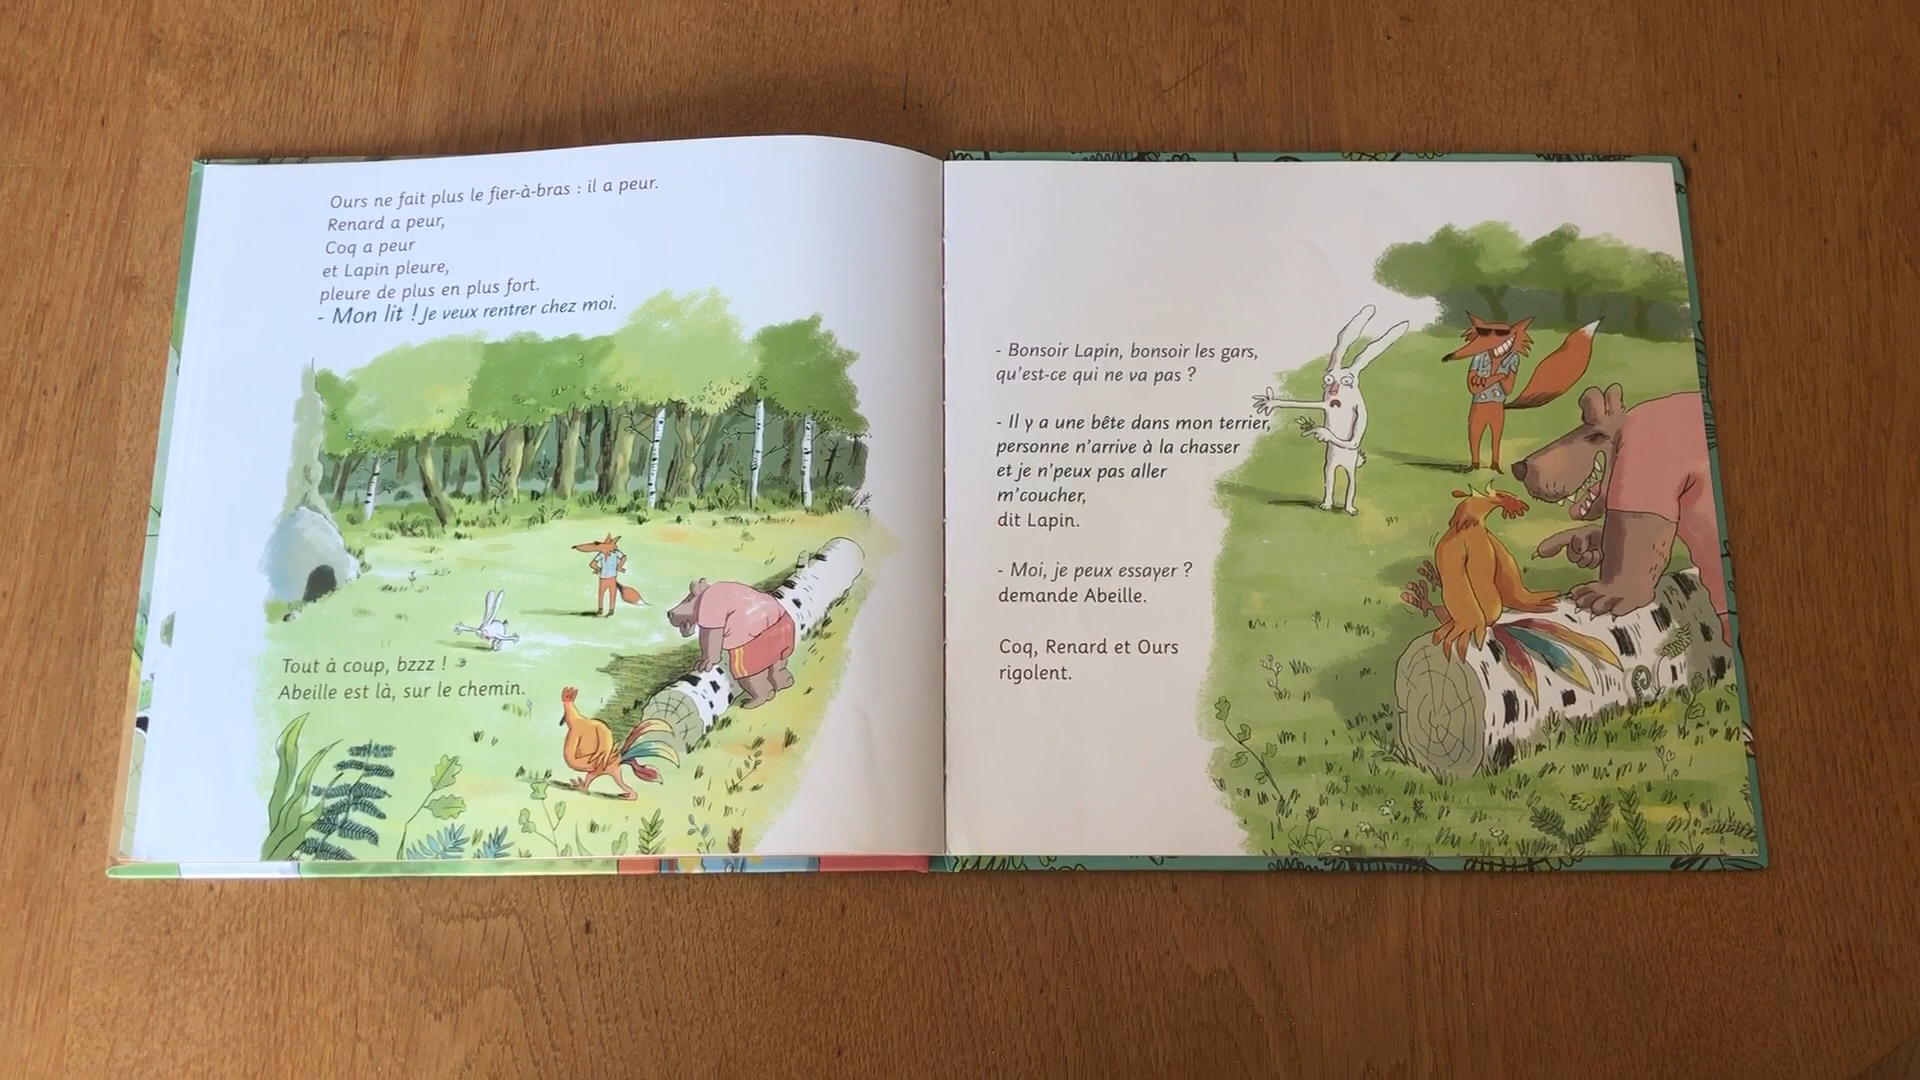 Ours ne fait plus le fier-à-bras : il a peur.
Renard a peur,
Coq a peur
et Lapin pleure,
pleure de plus en plus fort.
- Mon lit ! Je veux rentrer chez moi.
Tout à coup, bzzz !
Abeille est là, sur le chemin.
- Bonsoir Lapin, bonsoir les gars,
qu'est-ce qui ne va pas ?
- Il y a une bête dans mon terrier,
personne n'arrive à la chasser
et je n'peux pas aller
m'coucher,
dit Lapin.
- Moi, je peux essayer ?
demande Abeille.
Coq, Renard et Ours
rigolent.